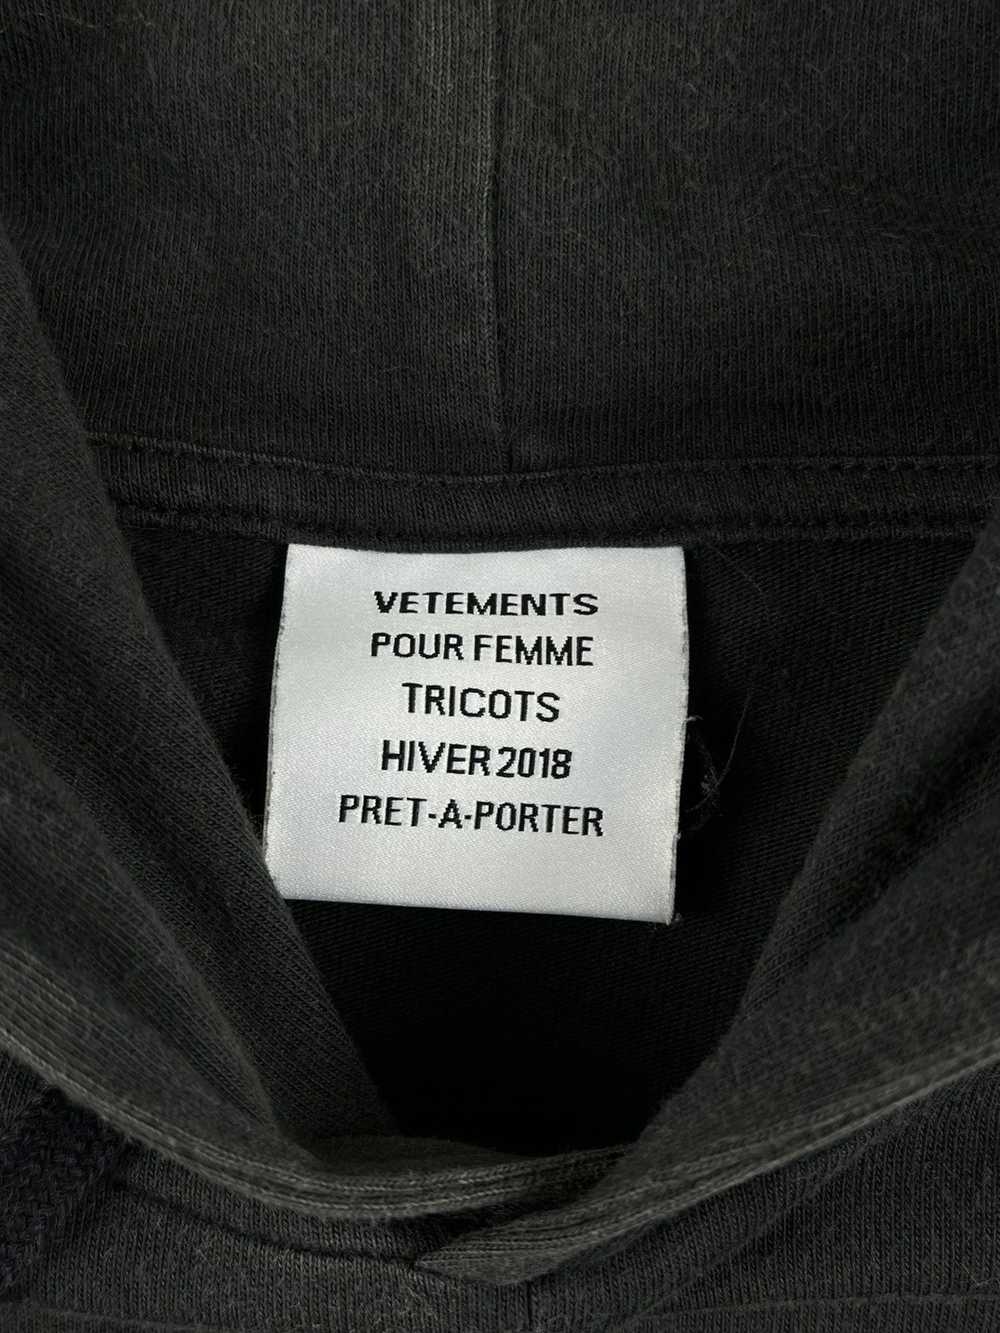 VETEMENTS
POUR FEMME
TRICOTS
HIVER 2018
PRET-A-PORTER